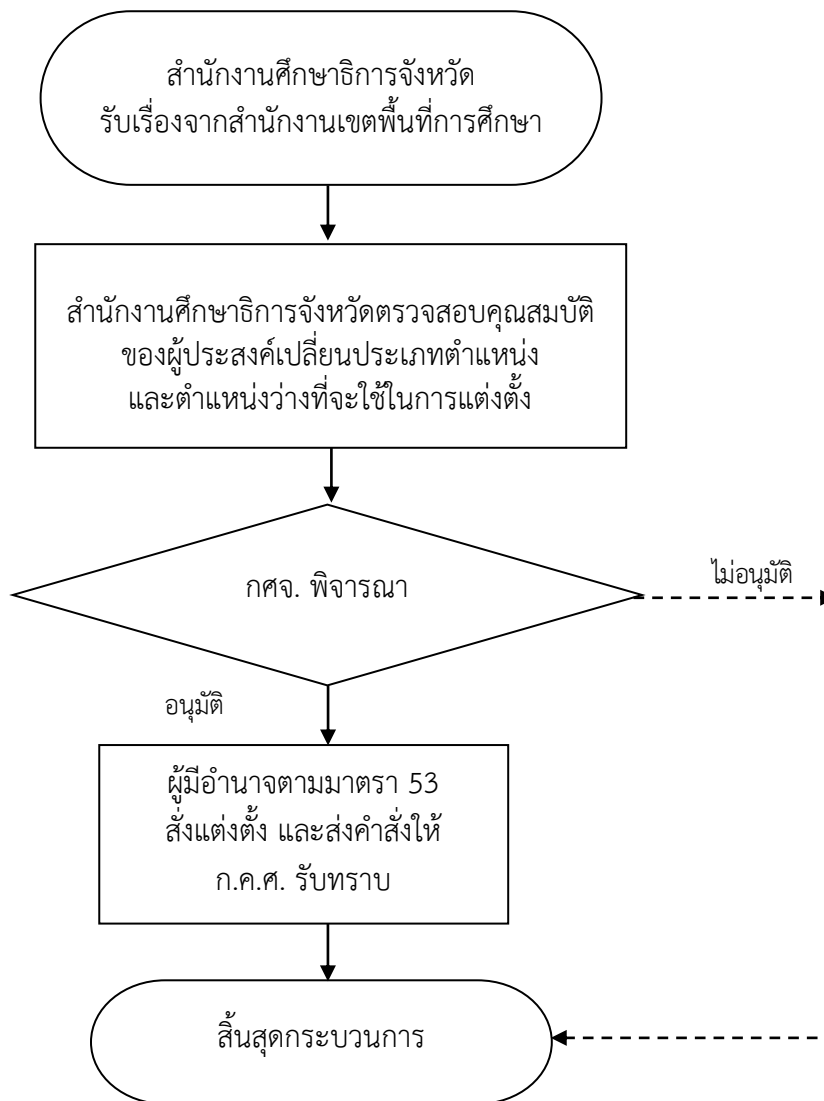 สำนักงานศึกษาธิการจังหวัด
รับเรื่องจากสำนักงานเขตพื้นที่การศึกษา
สำนักงานศึกษาธิการจังหวัดตรวจสอบคุณสมบัติ
ของผู้ประสงค์เปลี่ยนประเภทตำแหน่ง
และตำแหน่งว่างที่จะใช้ในการแต่งตั้ง
กศจ. พิจารณา
ไม่อนุมัติ
อนุมัติ
ผู้มีอำนาจตามมาตรา 53
สั่งแต่งตั้ง และส่งคำสั่งให้
ก.ค.ศ. รับทราบ
สิ้นสุดกระบวนการ